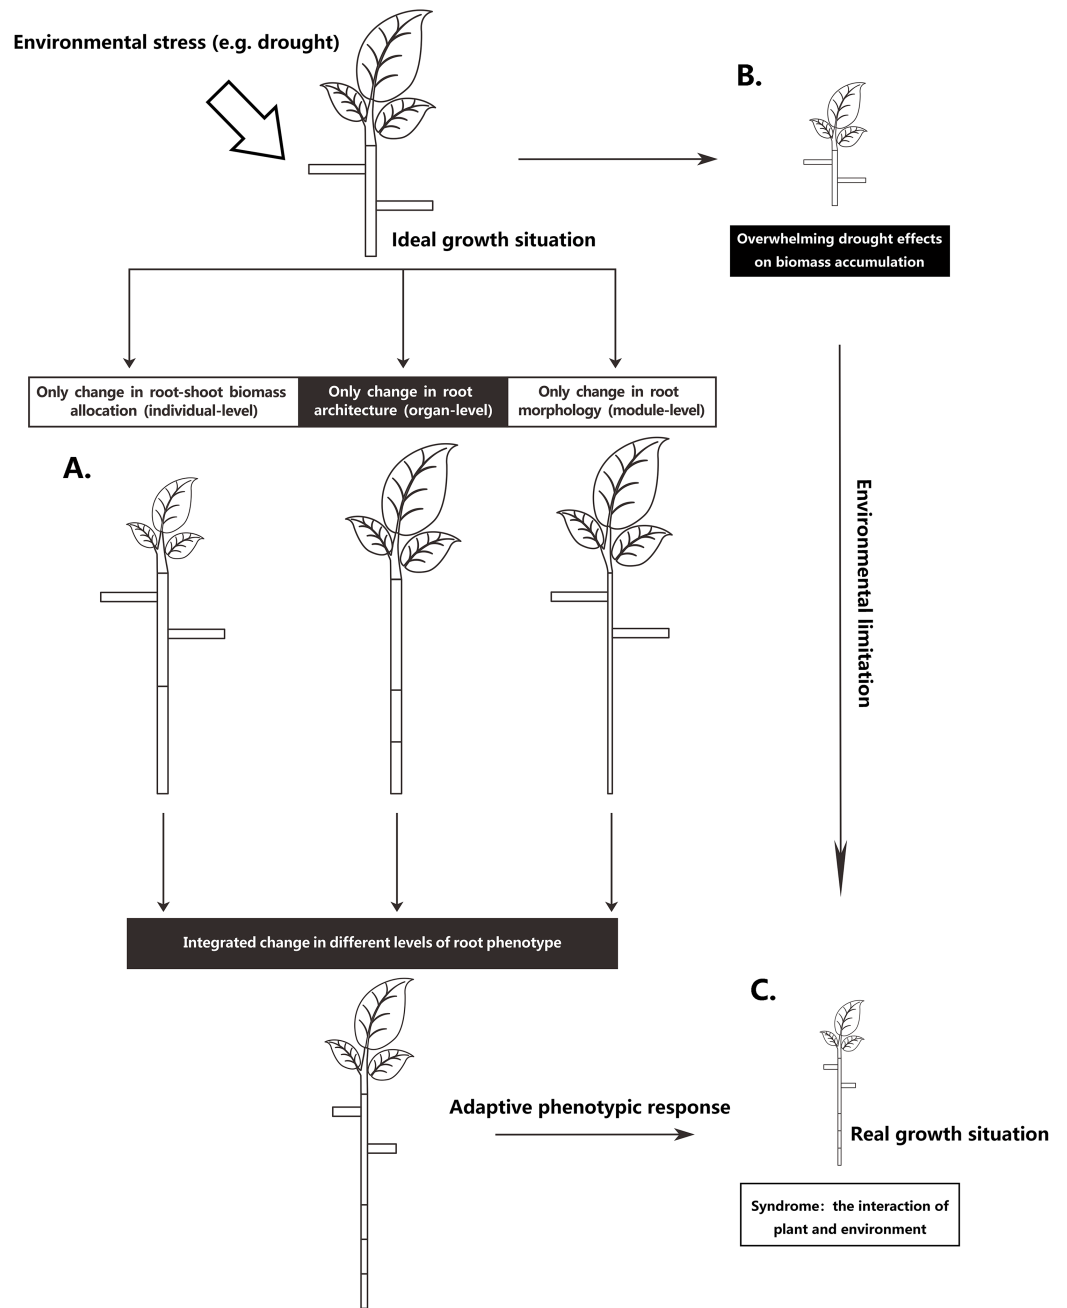 Environmental stress (e.g. drought)
B.
Ideal growth situation
Overwhelming drought effects
on biomass accumulation
Only change in root-shoot biomass
allocation (individual-level)
Only change in root
architecture (organ-level)
Only change in root
morphology (module-level)
A.
Environmental limitation
Integrated change in different levels of root phenotype
C.
Adaptive phenotypic response
Real growth situation
Syndrome: the interaction of
plant and environment